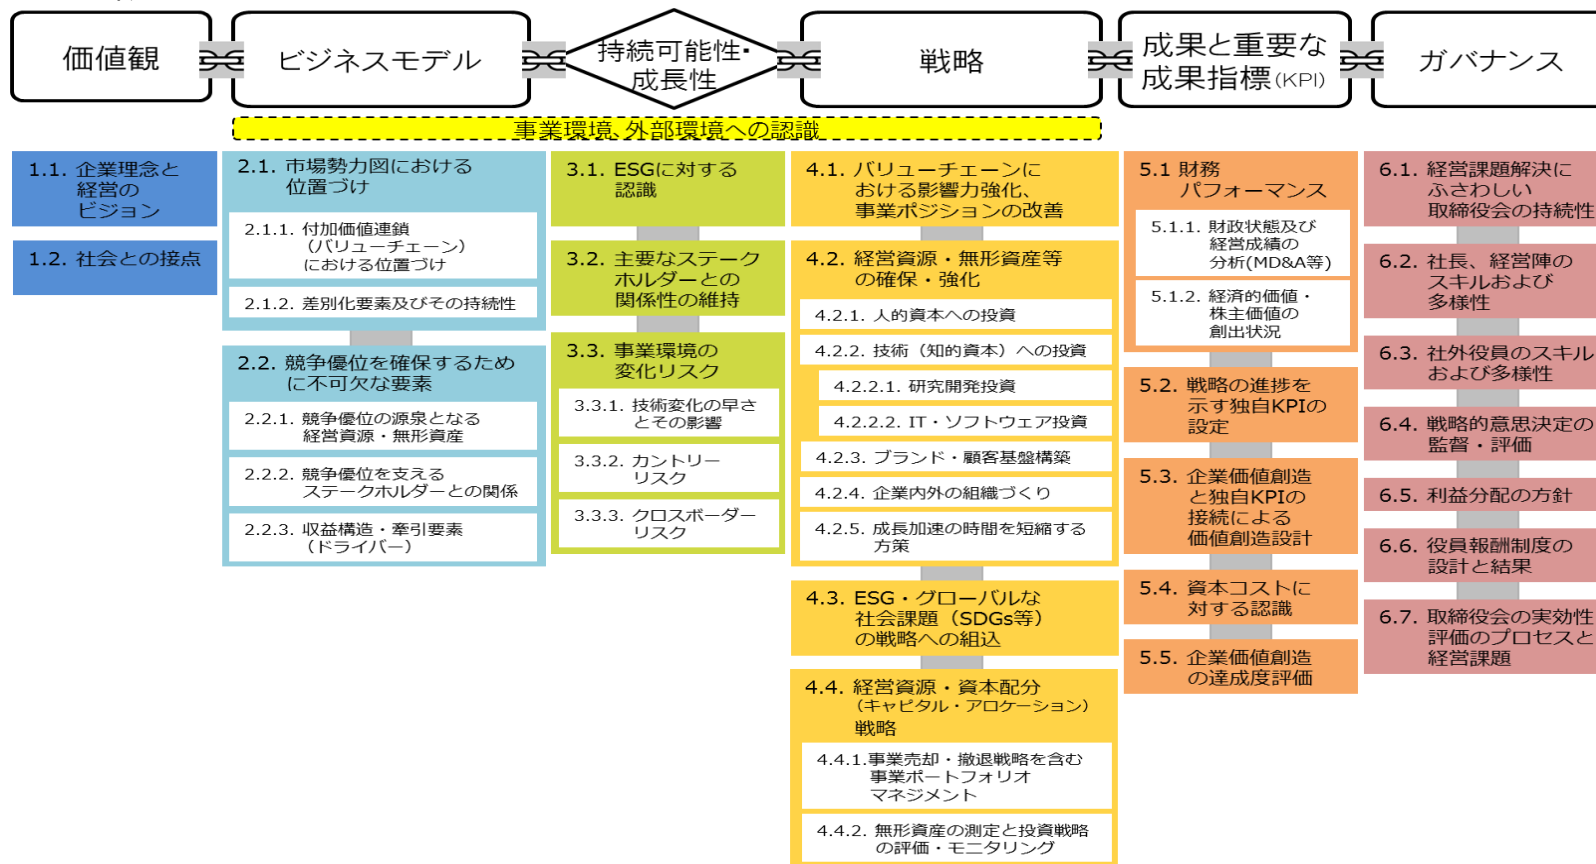 価値観
ビジネスモデル
持続可能性・
成長性
戦略
成果と重要な
成果指標(KPI)
ガバナンス
事業環境、外部環境への認識
1.1. 企業理念と
経営の
ビジョン
1.2. 社会との接点
2.1. 市場勢力図における
位置づけ
2.1.1. 付加価値連鎖
(バリューチェーン)
における位置づけ
2.1.2. 差別化要素及びその持続性
2.2. 競争優位を確保するため
に不可欠な要素
2.2.1 競争優位の源泉となる
経営資源・無形資産
2.2.2. 競争優位を支える
ステークホルダーとの関係
2.2.3. 収益構造・牽引要素
(ドライバー)
3.1. ESGに対する
認識
3.2. 主要なステーク
ホルダーとの
関係性の維持
3.3. 事業環境の
変化リスク
3.3.1. 技術変化の早さ
とその影響
3.3.2. カントリー
リスク
3.3.3. クロスボーダー
リスク
4.1. バリューチェーンに
おける影響力強化、
事業ポジションの改善
4.2. 経営資源・無形資産等
の確保・強化
4.2.1. 人的資本への投資
4.2.2. 技術（知的資本）への投資
4.2.2.1. 研究開発投資
4.2.2.2. IT・ソフトウェア投資
4.2.3. ブランド・顧客基盤構築
4.2.4. 企業内外の組織づくり
4.2.5. 成長加速の時間を短縮する
方策
4.3. ESG・グローバルな
社会課題（SDGs等）
の戦略への組込
4.4. 経営資源・資本配分
(キャピタル・アロケーション)
戦略
4.4.1.事業売却・撤退戦略を含む
事業ポートフォリオ
マネジメント
4.4.2. 無形資産の測定と投資戦略
の評価・モニタリング
5.1 財務
パフォーマンス
5.1.1. 財政状態及び
経営成績の
分析(MD&A等)
5.1.2. 経済的価値・
株主価値の
創出状況
5.2. 戦略の進捗を
示す独自KPIの
設定
5.3. 企業価値創造
と独自KPIの
接続による
価値創造設計
5.4. 資本コストに
対する認識
5.5. 企業価値創造
の達成度評価
6.1. 経営課題解決に
ふさわしい
取締役会の持続性
6.2. 社長、経営陣の
スキルおよび
多様性
6.3. 社外役員のスキル
および多様性
6.4. 戦略的意思決定の
監督・評価
6.5. 利益分配の方針
6.6. 役員報酬制度の
設計と結果
6.7. 取締役会の実効性
評価のプロセスと
経営課題